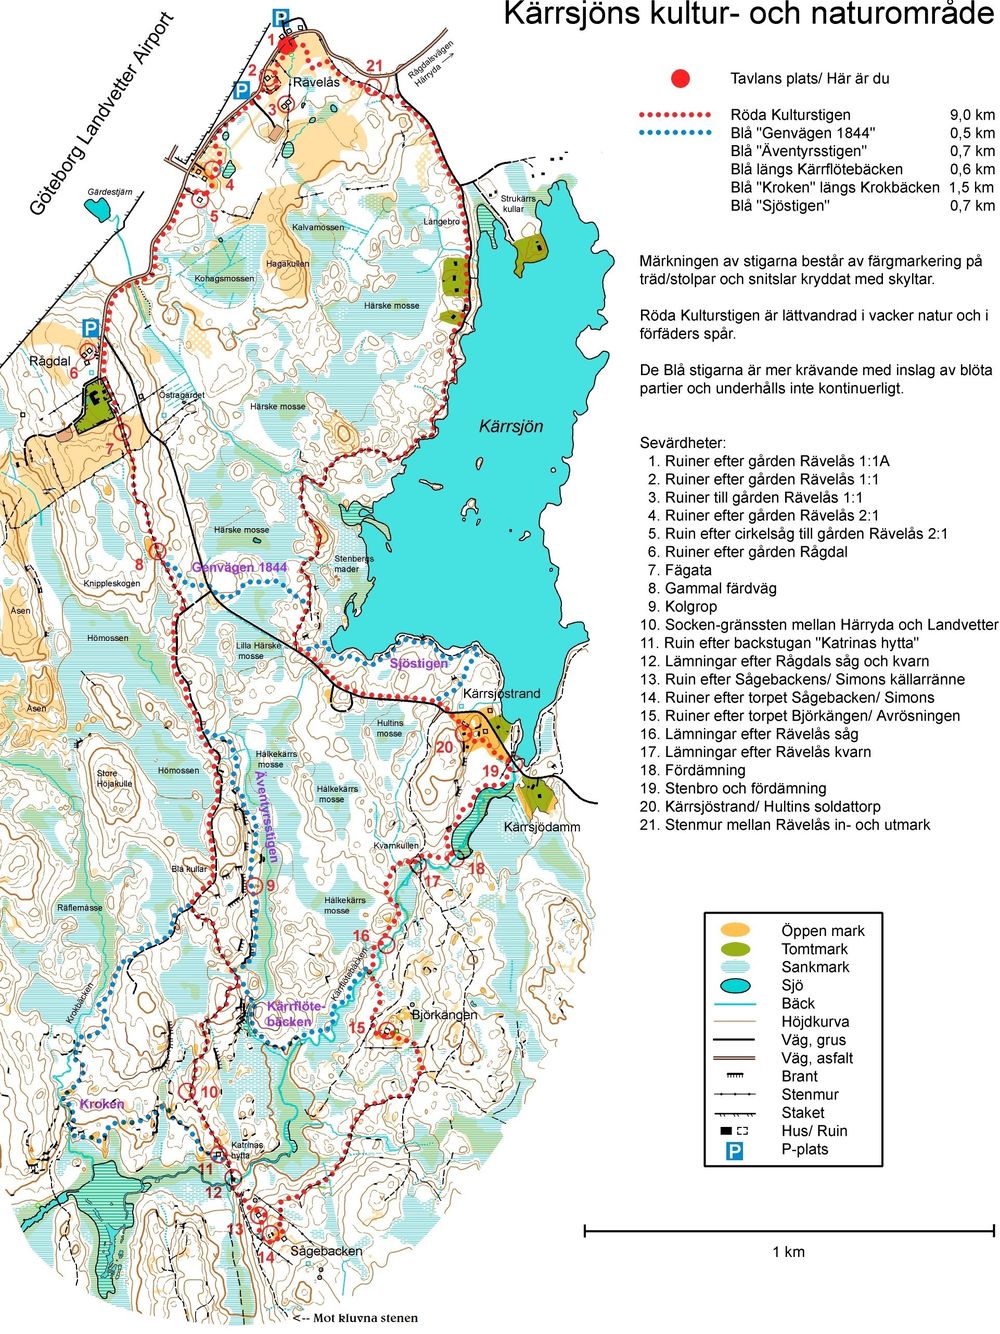 Kärrsjöns kultur- och naturområde
Tavlans plats/ Här är du
Röda Kulturstigen 9,0 km
Blå "Genvägen 1844" 0,5 km
Blå "Äventyrsstigen" 0,7 km
Blå längs Kärrflötebäcken 0,6 km
Blå "Kroken" längs Krokbäcken 1,5 km
Blå "Sjöstigen" 0,7 km
Märkningen av stigarna består av färgmarkering på
träd/stolpar och snitslar kryddat med skyltar.
Röda Kulturstigen är lättvandrad i vacker natur och i
förfäders spår.
De Blå stigarna är mer krävande med inslag av blöta
partier och underhålls inte kontinuerligt.
Sevärdheter:
1. Ruiner efter gården Rävelås 1:1A
2. Ruiner efter gården Rävelås 1:1
3. Ruiner till gården Rävelås 1:1
4. Ruiner efter gården Rävelås 2:1
5. Ruin efter cirkelsåg till gården Rävelås 2:1
6. Ruiner efter gården Rågdal
7. Fägata
8. Gammal färdväg
9. Kolgrop
10. Socken-gränssten mellan Härryda och Landvetter
11. Ruin efter backstugan "Katrinas hytta"
12. Lämningar efter Rågdals såg och kvarn
13. Ruin efter Sågebackens/ Simons källarränne
14. Ruiner efter torpet Sågebacken/ Simons
15. Ruiner efter torpet Björkängen/ Avrösningen
16. Lämningar efter Rävelås såg
17. Lämningar efter Rävelås kvarn
18. Fördämning
19. Stenbro och fördämning
20. Kärrsjöstrand/ Hultins soldattorp
21. Stenmur mellan Rävelås in- och utmark
Öppen mark
Tomtmark
Sankmark
Sjö
Bäck
Höjdkurva
Väg, grus
Väg, asfalt
Brant
Stenmur
Staket
Hus/ Ruin
P P-plats
1 km
Göteborg Landvetter Airport
P
1
2
P
Rävelås
3
21
Rågdalsvägen
Härryda
4
5
Gärdestjärn
Kalvamossen
Långebro
Strukärrs
kullar
Kohagsmossen
Hagakullen
Härske mosse
P
Rågdal
6
Östragärdet
Härske mosse
7
Kärrsjön
Härske mosse
8
Genvägen 1844
Stenbergs
mader
Knippleskogen
Åsen
Hömossen
Lilla Härske
mosse
Sjöstigen
Kärrsjöstrand
Åsen
Hultins
mosse
20
Hömossen
Store
Höjakulle
Hålkekärrs
mosse
Äventyrsstigen
Hålkekärrs
mosse
19
Kärrsjödamm
Kvarnkullen
Blå kullar
17
18
9
Räflemässe
Hålkekärrs
mosse
16
Kärrflötebäcken
Krokbäcken
Kärrflöte-
bäcken
15
Björkängen
10
Kroken
Katrinas
hytta
11
12
13
14
Sågebacken
<-- Mot kluvna stenen